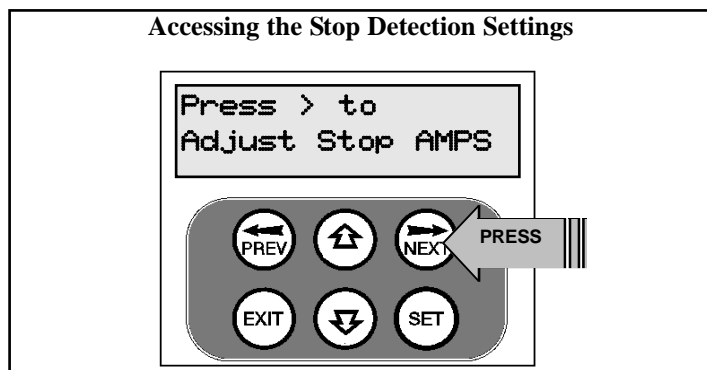 Accessing the Stop Detection Settings
Press > to
Adjust Stop AMPS
PREV
NEXT
PRESS
EXIT
SET